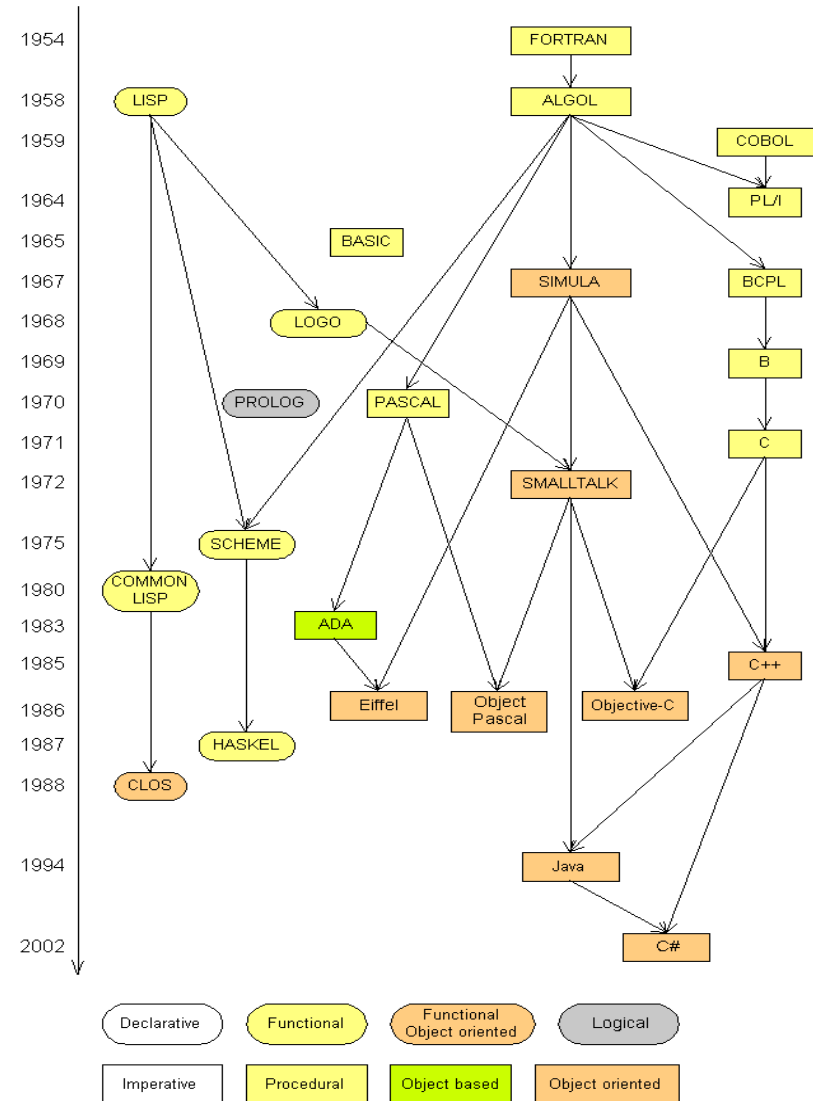 1954
FORTRAN
1958
LISP
ALGOL
1959
COBOL
1964
PL/I
1965
BASIC
1967
SIMULA
BCPL
1968
LOGO
1969
B
1970
PROLOG
PASCAL
1971
C
1972
SMALLTALK
1975
SCHEME
1980
COMMON
LISP
1983
ADA
1985
C++
1986
Eiffel
Object
Pascal
Objective-C
1987
HASKEL
1988
CLOS
1994
Java
2002
C#
Declarative
Functional
Functional
Object oriented
Logical
Imperative
Procedural
Object based
Object oriented